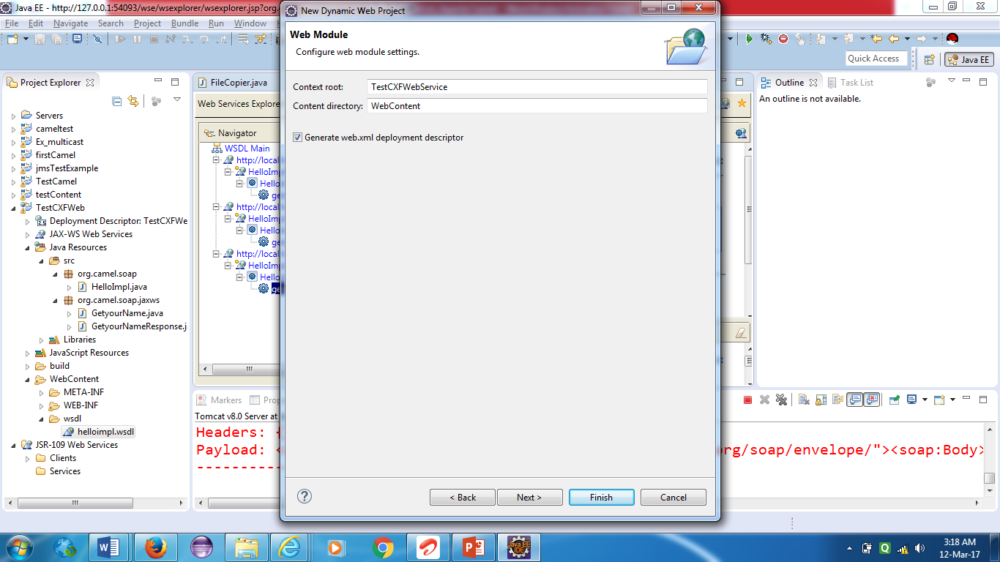 Java EE - http://127.0.0.1:54093/wse/wsexplorer/wsexplorer.jsp?org.
File Edit Navigate Search Project Bundle Run Window
Quick Access
Java EE
Project Explorer
Servers
cameltest
Ex_multicast
firstCamel
jmsTestExample
TestCamel
testContent
TestCXFWeb
Deployment Descriptor: TestCXFWe
JAX-WS Web Services
Java Resources
src
org.camel.soap
HelloImpl.java
org.camel.soap.jaxws
GetyourName.java
GetyourNameResponse.j
Libraries
JavaScript Resources
build
WebContent
META-INF
WEB-INF
wsdl
helloimpl.wsdl
JSR-109 Web Services
Clients
Services
FileCopier.java
Web Services Explore
Navigator
WSDL Main
http://local
HelloImp
Hello
ge
http://local
HelloImp
Hello
ge
http://local
HelloImp
Hello
ge
Markers
Prop
Tomcat v8.0 Server at
Headers: {
Payload: <
org/soap/envelope/"><soap:Body>
-----------
New Dynamic Web Project
Web Module
Configure web module settings.
Context root: TestCXFWebService
Content directory: WebContent
Generate web.xml deployment descriptor
< Back
Next >
Finish
Cancel
Outline
Task List
An outline is not available.
3:18 AM
12-Mar-17